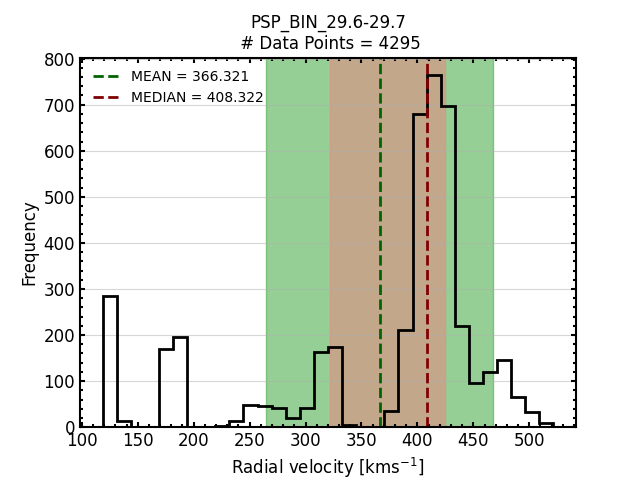 PSP_BIN_29.6-29.7
# Data Points = 4295
MEAN = 366.321
MEDIAN = 408.322
800
700
600
500
400
300
200
100
0
Frequency
100 150 200 250 300 350 400 450 500
Radial velocity [kms⁻¹]